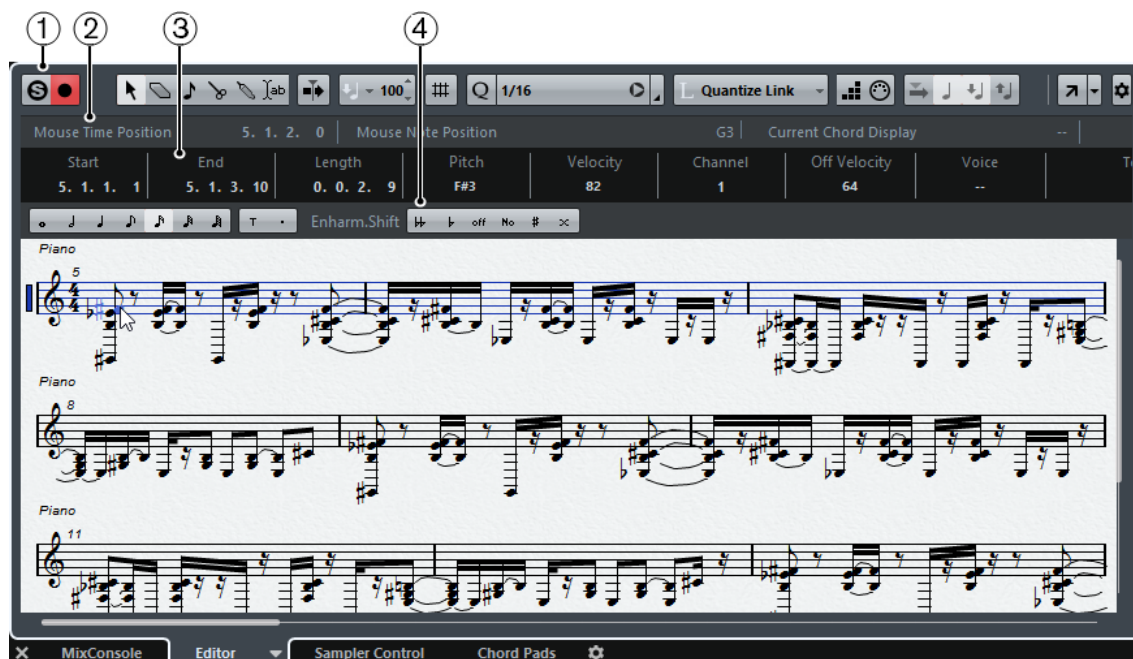 1 2 3 4
S ab 100 Q 1/16 L Quantize Link
Mouse Time Position 5. 1. 2. 0 Mouse Note Position G3 Current Chord Display --
Start End Length Pitch Velocity Channel Off Velocity Voice
5. 1. 1. 1 5. 1. 3. 10 0. 0. 2. 9 F#3 82 1 64 --
T . Enharm.Shift off No #
Piano
5
4
4
Piano
8
Piano
11
MixConsole Editor Sampler Control Chord Pads